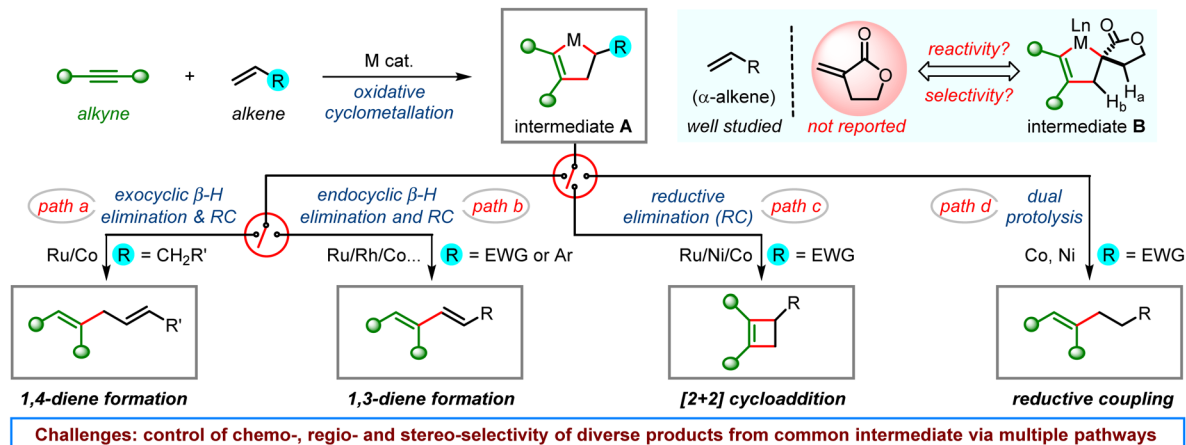 M
R
alkyne
+
R
alkene
M cat.
oxidative
cyclometallation
intermediate A
R
(α-alkene)
well studied
O
O
not reported
reactivity?
selectivity?
Ln
M
O
O
Ha
Hb
intermediate B
path a
exocyclic β-H
elimination & RC
endocyclic β-H
elimination and RC
path b
reductive
elimination (RC)
path c
path d
dual
protolysis
Ru/Co
R = CH2R'
Ru/Rh/Co...
R = EWG or Ar
Ru/Ni/Co
R = EWG
Co, Ni
R = EWG
R'
R
R
R
1,4-diene formation
1,3-diene formation
[2+2] cycloaddition
reductive coupling
Challenges: control of chemo-, regio- and stereo-selectivity of diverse products from common intermediate via multiple pathways